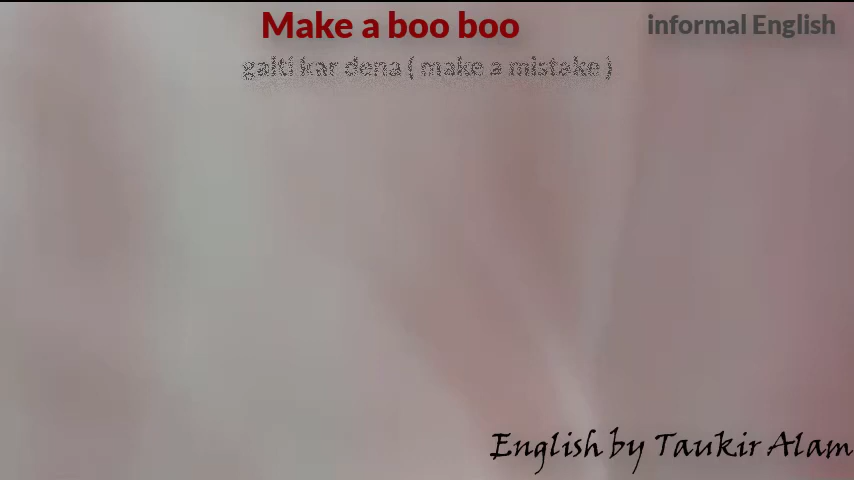 Make a boo boo
informal English
galti kar dena ( make a mistake )
English by Taukir Alam